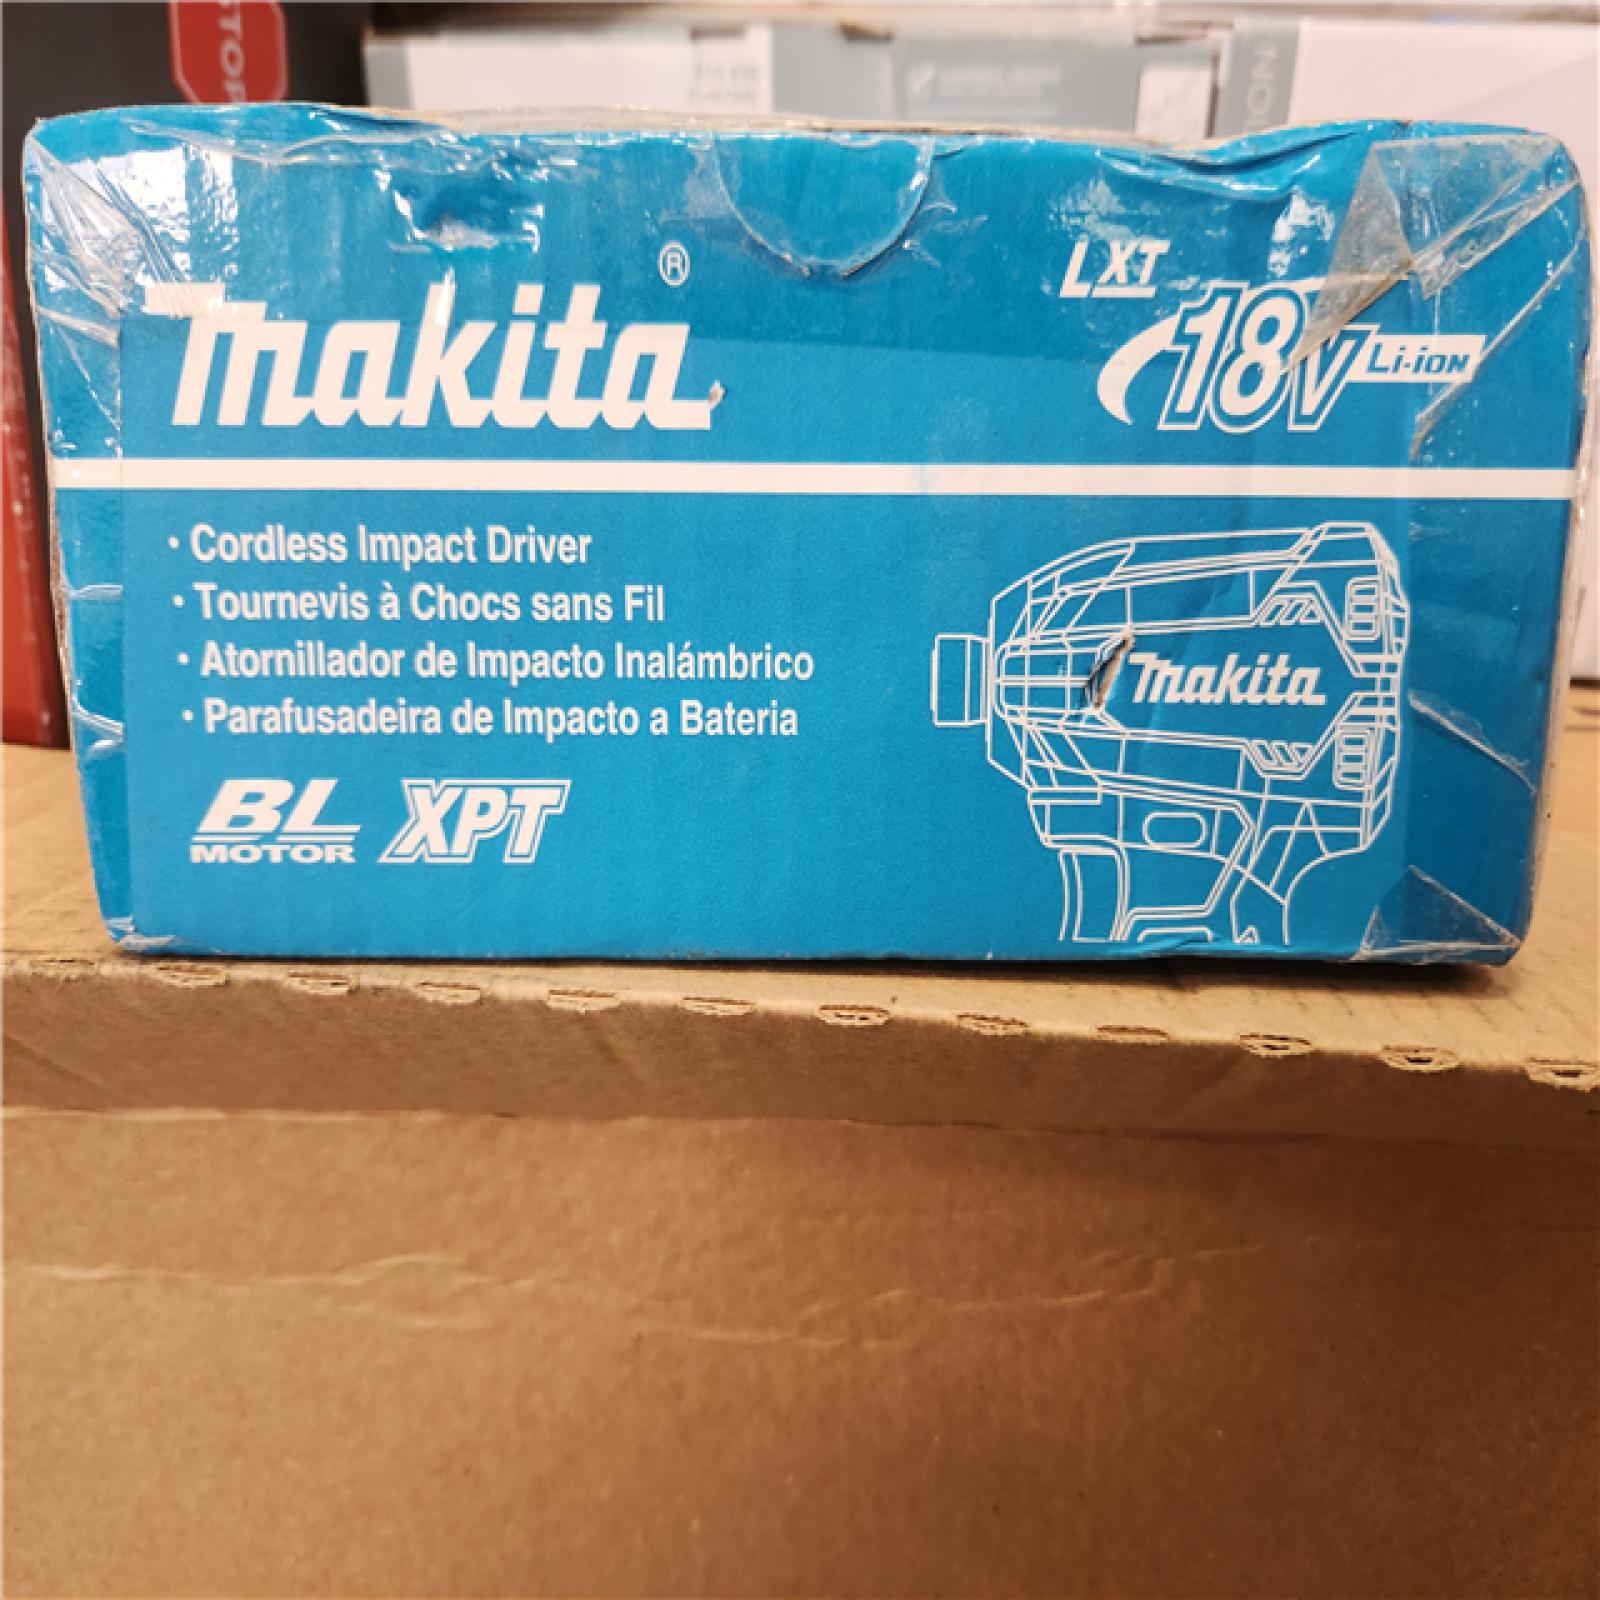 STOP
Makita®
LXT
18V Li-ion
· Cordless Impact Driver
· Tournevis à Chocs sans Fil
· Atornillador de Impacto Inalámbrico
· Parafusadeira de Impacto a Bateria
BL MOTOR XPT
Makita